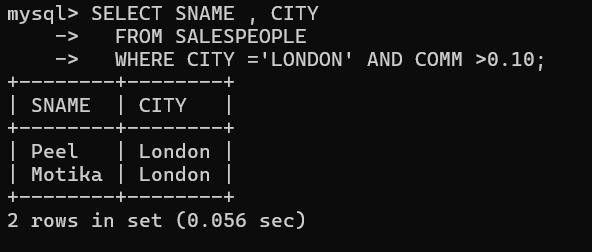 mysql> SELECT SNAME , CITY
    ->   FROM SALESPEOPLE
    ->   WHERE CITY ='LONDON' AND COMM >0.10;
+--------+--------+
| SNAME  | CITY   |
+--------+--------+
| Peel   | London |
| Motika | London |
+--------+--------+
2 rows in set (0.056 sec)